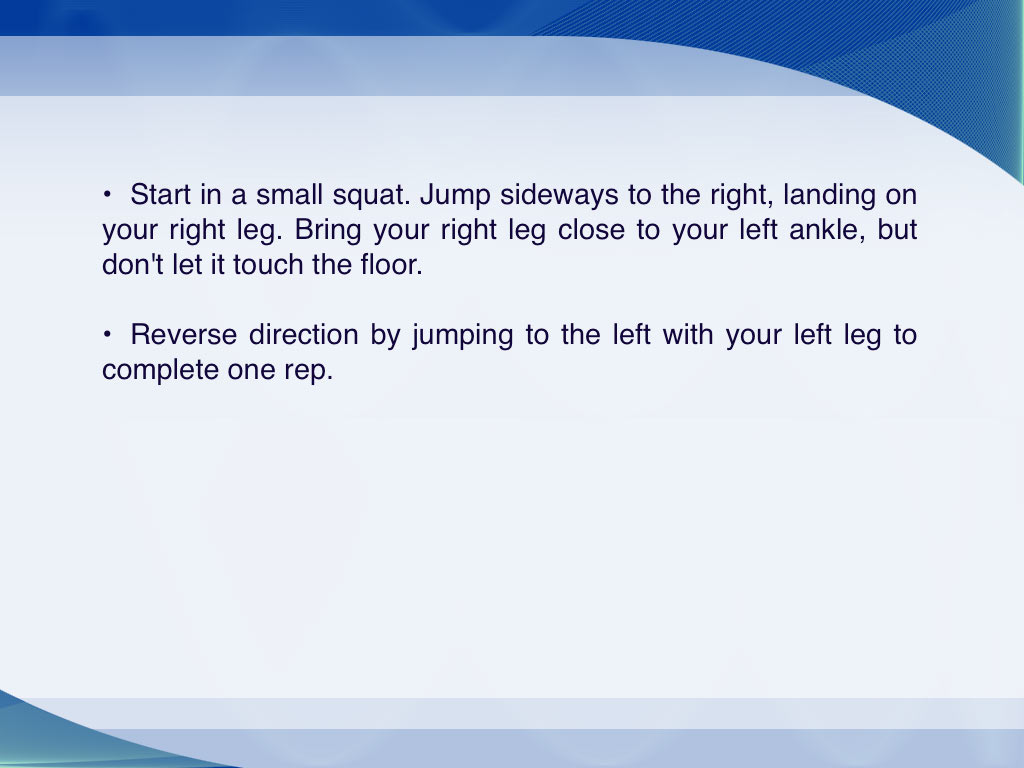 • Start in a small squat. Jump sideways to the right, landing on
your right leg. Bring your right leg close to your left ankle, but
don't let it touch the floor.
• Reverse direction by jumping to the left with your left leg to
complete one rep.